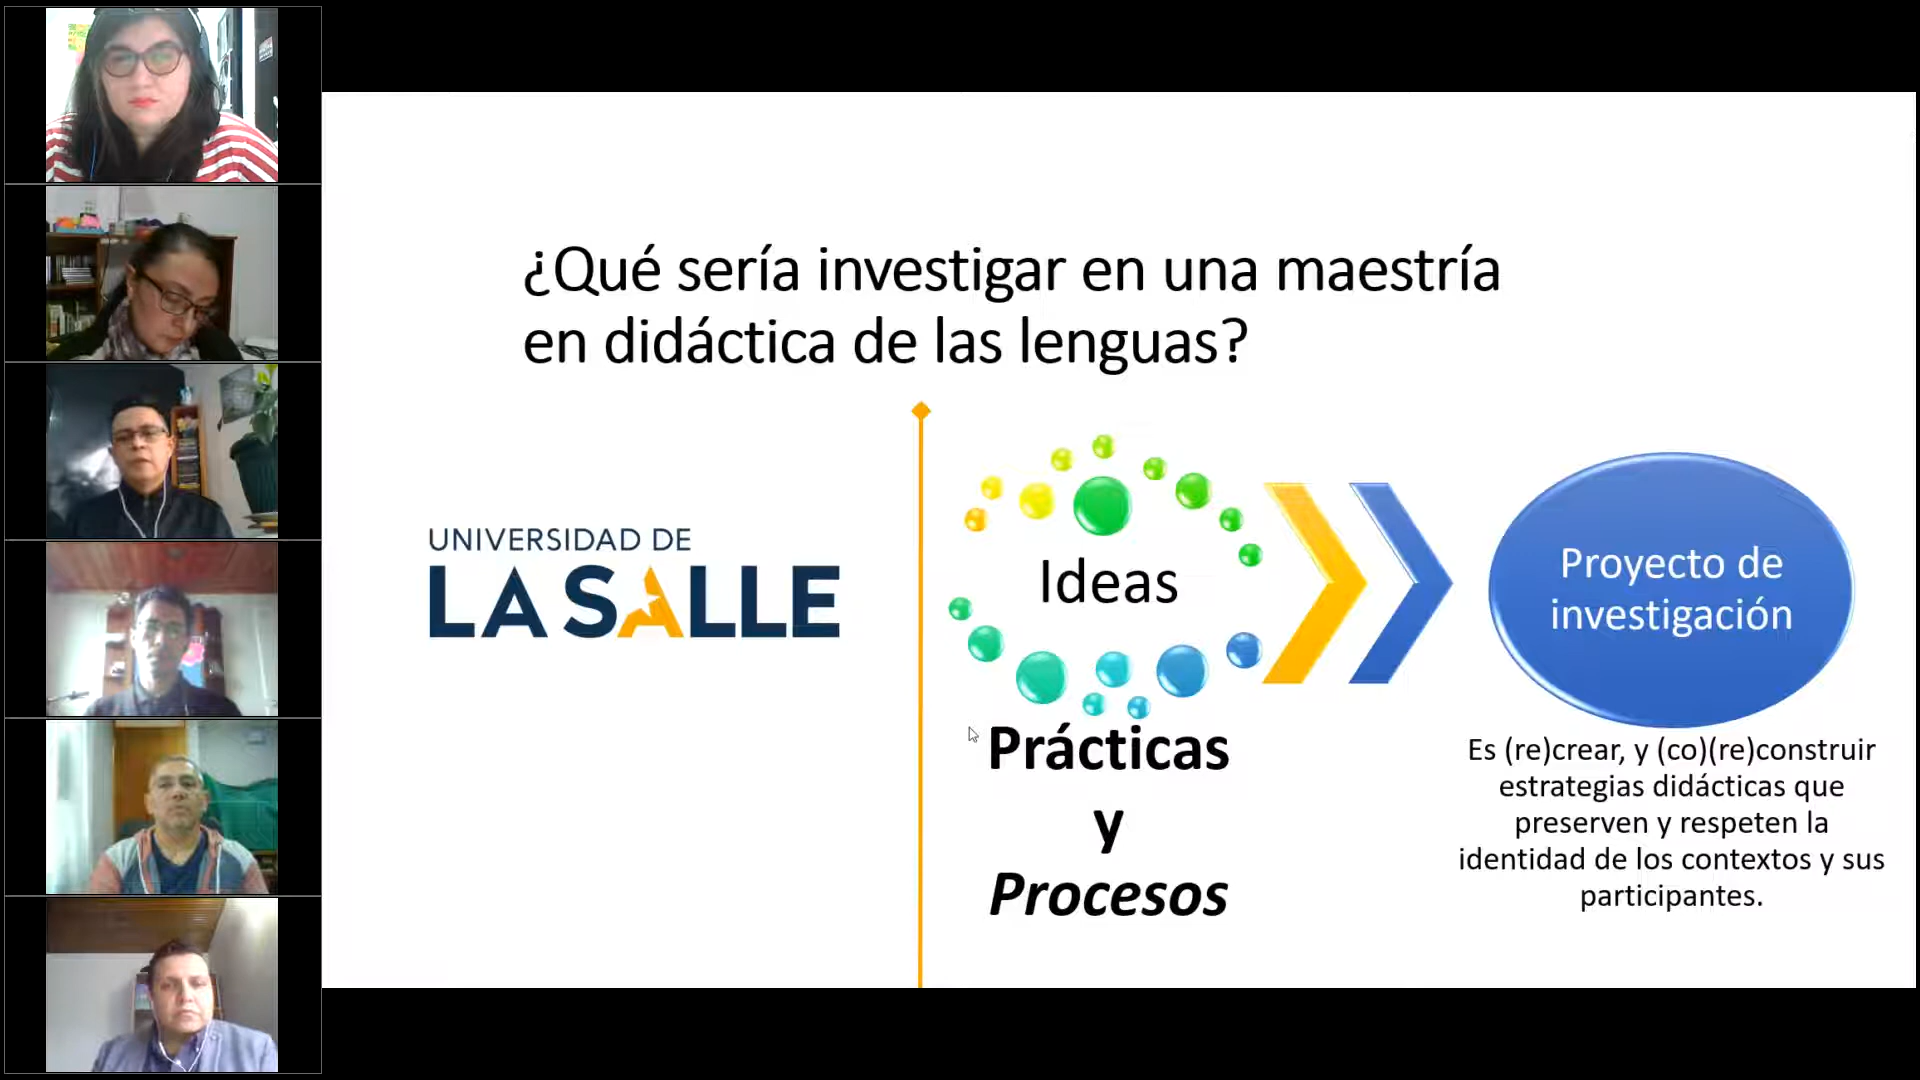 ¿Qué sería investigar en una maestría
en didáctica de las lenguas?
UNIVERSIDAD DE
LA SALLE
Ideas
Prácticas
y
Procesos
Proyecto de
investigación
Es (re)crear, y (co)(re)construir
estrategias didácticas que
preserven y respeten la
identidad de los contextos y sus
participantes.